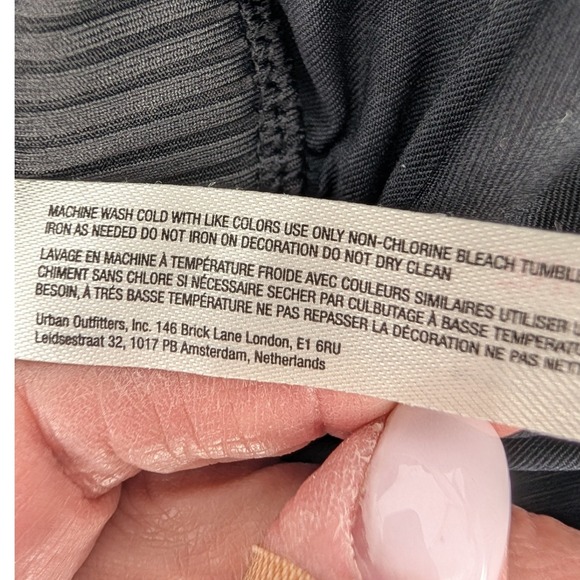 MACHINE WASH COLD WITH LIKE COLORS USE ONLY NON-CHLORINE BLEACH TUMBLE
IRON AS NEEDED DO NOT IRON ON DECORATION DO NOT DRY CLEAN
LAVAGE EN MACHINE À TEMPÉRATURE FROIDE AVEC COULEURS SIMILAIRES UTILISER
CHIMENT SANS CHLORE SI NÉCESSAIRE SECHER PAR CULBUTAGE À BASSE TEMPERAT
BESOIN, À TRÉS BASSE TEMPÉRATURE NE PAS REPASSER LA DÉCORATION NE PAS NETT
Urban Outfitters, Inc. 146 Brick Lane London, E1 6RU
Leidsestraat 32, 1017 PB Amsterdam, Netherlands